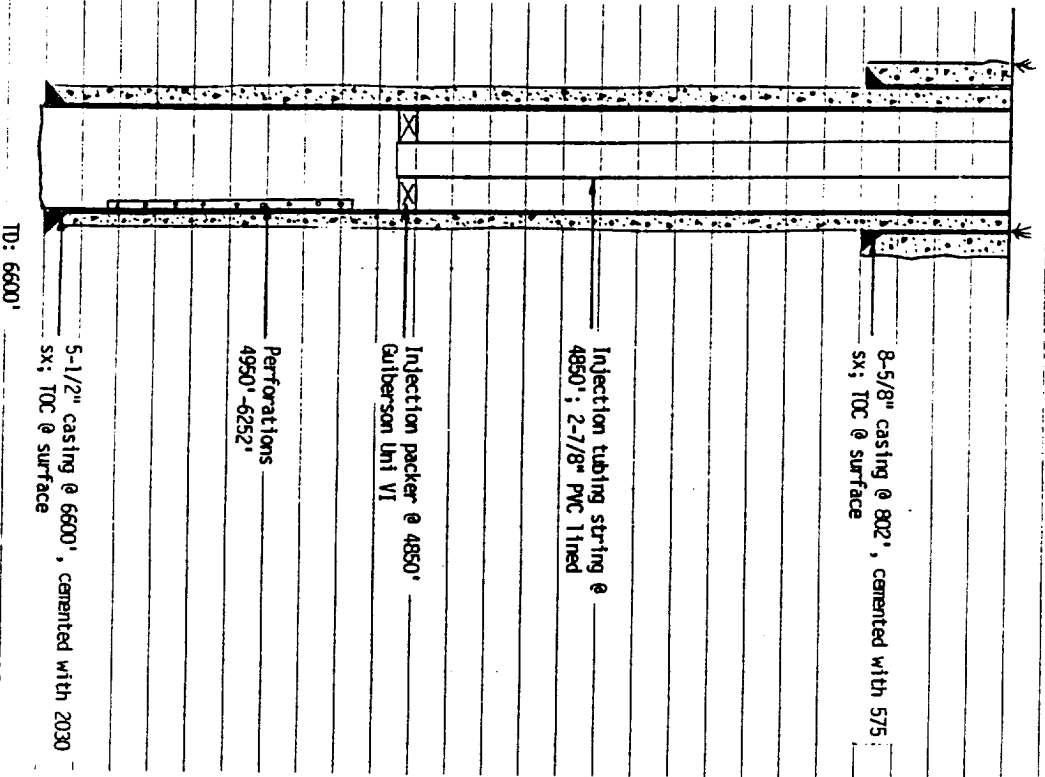 8-5/8" casing @ 802', cemented with 575
sx; TOC @ surface
Injection tubing string @
4850'; 2-7/8" PVC lined
Injection packer @ 4850'
Guiberson Uni VI
Perforations
4950'-6252'
5-1/2" casing @ 6600', cemented with 2030
sx; TOC @ surface
TD: 6600'